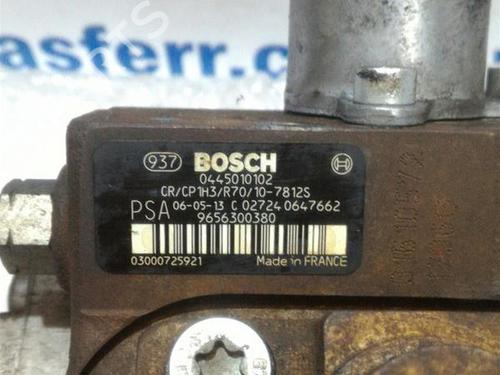 asferr.com
937 BOSCH
0445010102
CR/CP1H3/R70/10-7812S
PSA 06-05-13 C 02724 0647662
9656300380
03000725921 Made in FRANCE